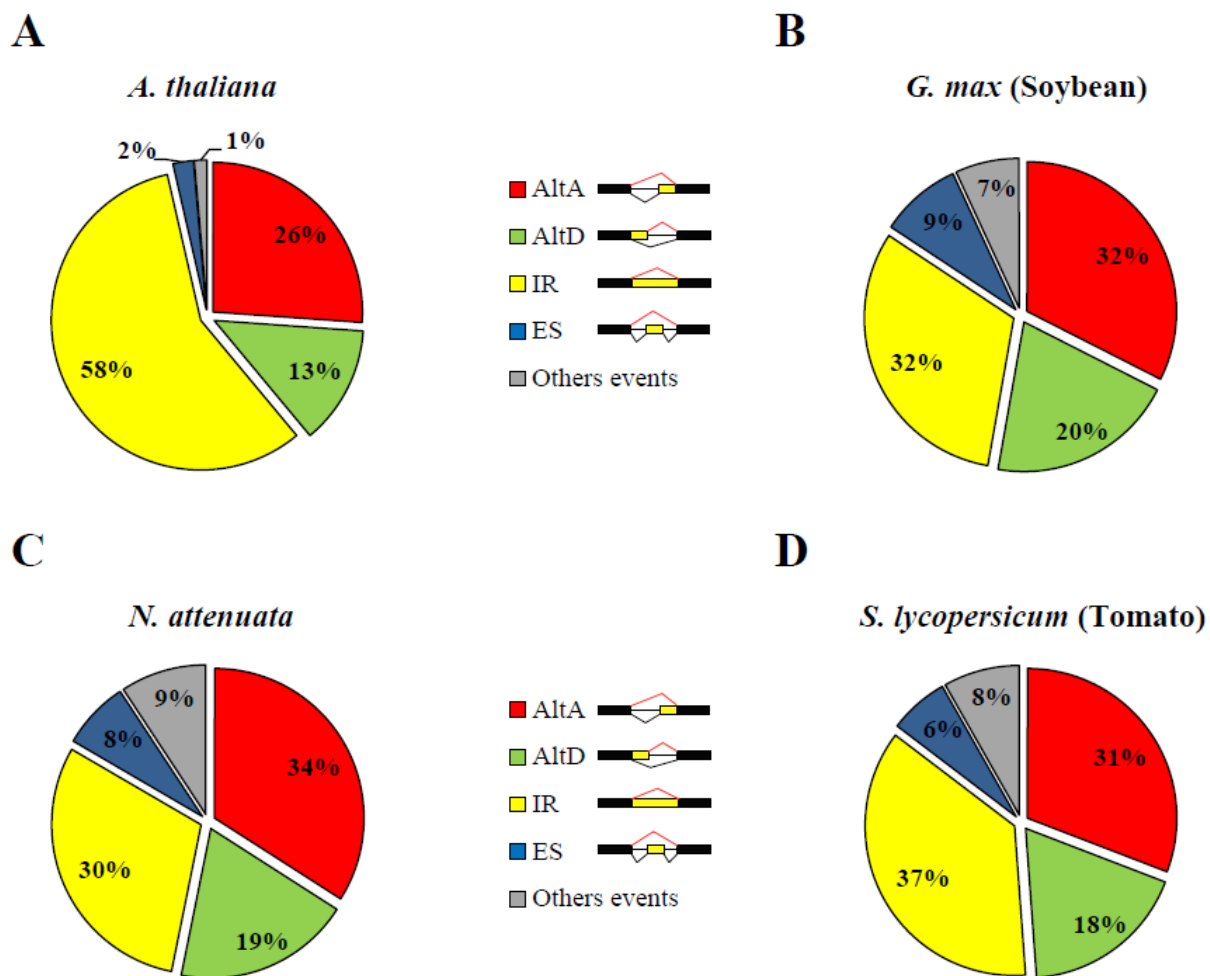 A
A. thaliana
2%
1%
26%
13%
58%
AltA
AltD
IR
ES
Others events
B
G. max (Soybean)
7%
9%
32%
32%
20%
C
N. attenuata
9%
8%
34%
30%
19%
AltA
AltD
IR
ES
Others events
D
S. lycopersicum (Tomato)
8%
6%
31%
37%
18%